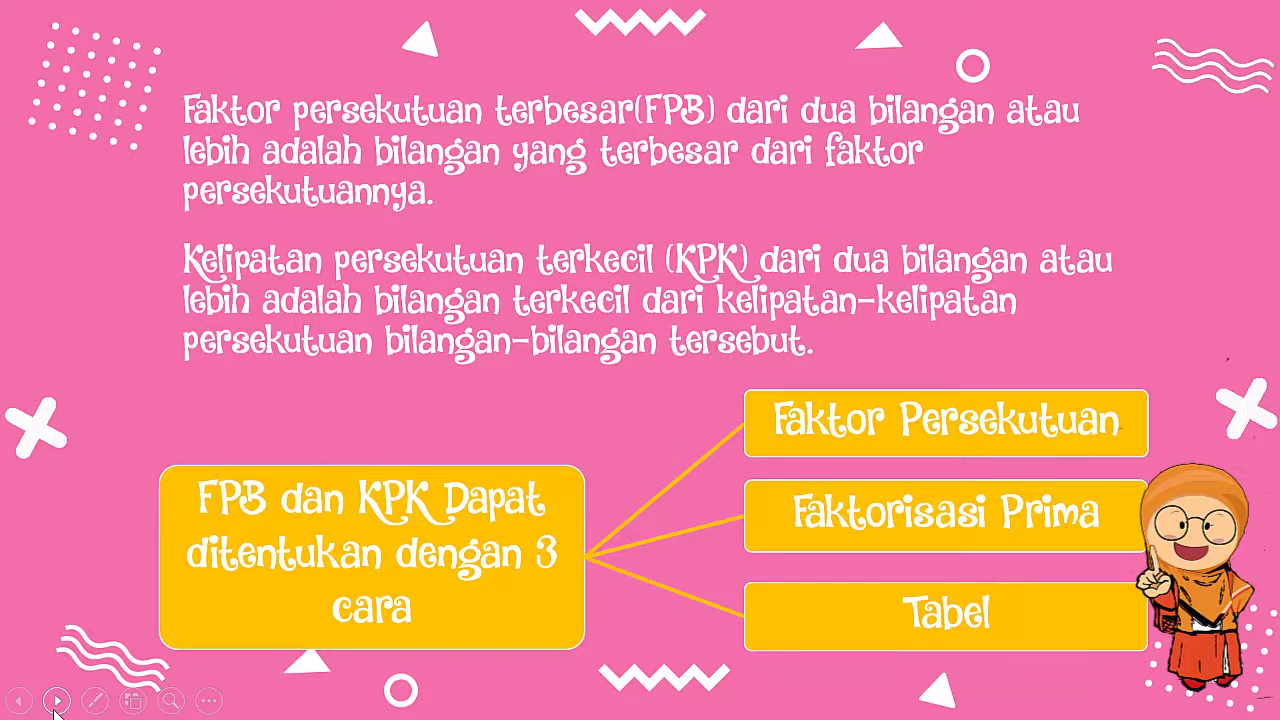 Faktor persekutuan terbesar(FPB) dari dua bilangan atau
lebih adalah bilangan yang terbesar dari faktor
persekutuannya.
Kelipatan persekutuan terkecil (KPK) dari dua bilangan atau
lebih adalah bilangan terkecil dari kelipatan-kelipatan
persekutuan bilangan-bilangan tersebut.
FPB dan KPK Dapat
ditentukan dengan 3
cara
Faktor Persekutuan
Faktorisasi Prima
Tabel